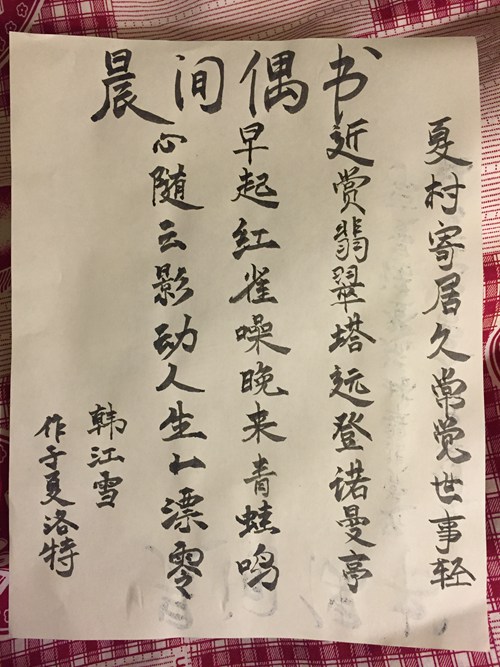 晨间偶书
夏村寄居久常觉世事轻
近赏翡翠塔远登诺曼亭
早起红雀噪晚来青蛙鸣
心随云影动人生漂零
韩江雪
作于夏洛特